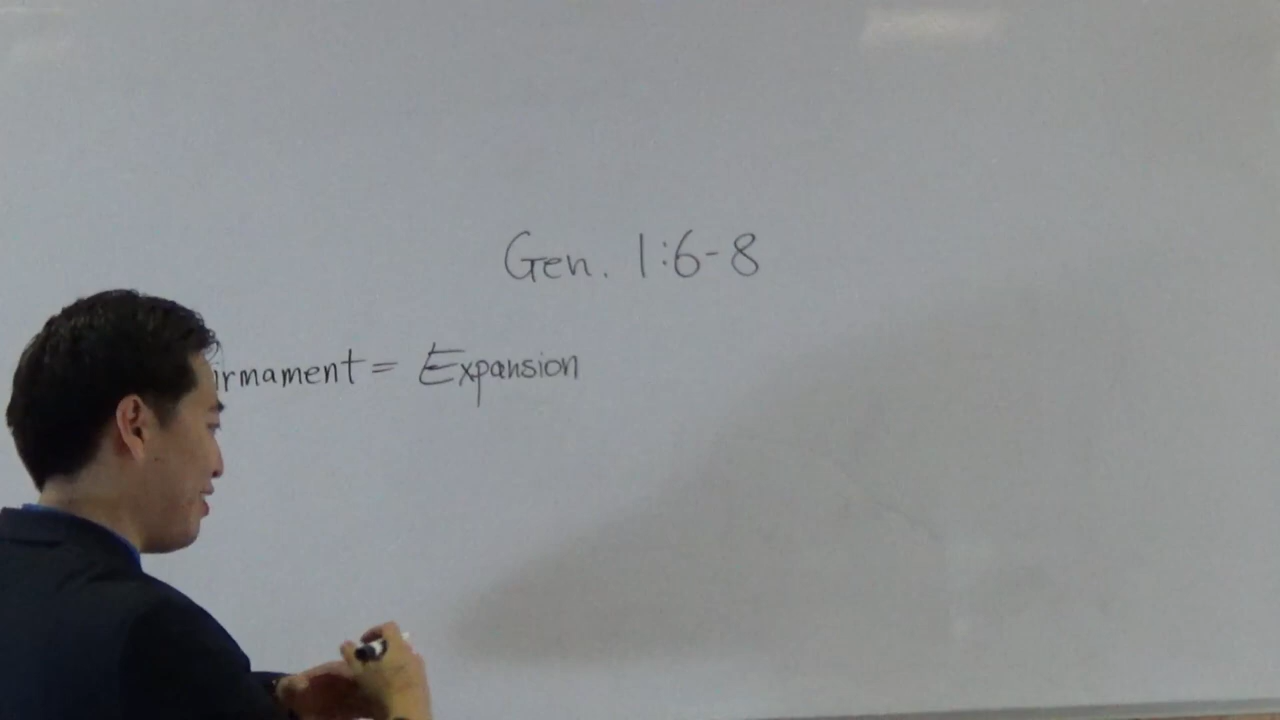 Gen. 1:6-8
irmament = Expansion